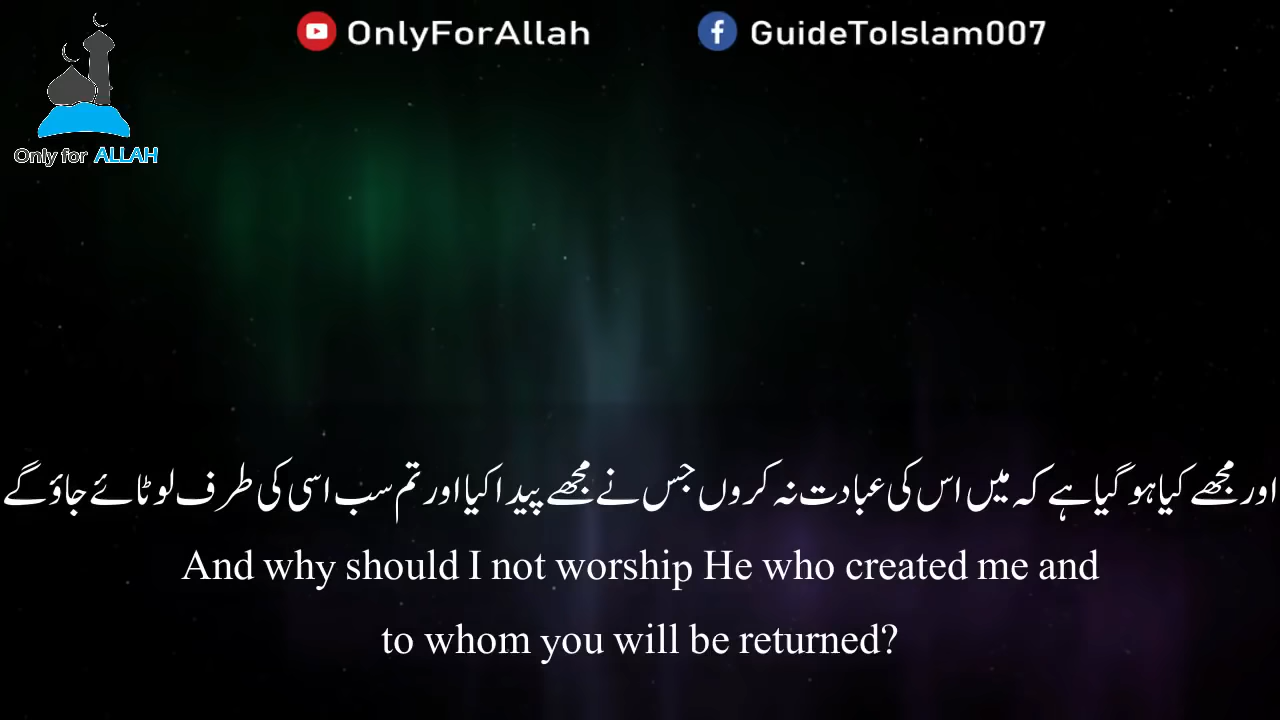 OnlyForAllah
GuideToIslam007
Only for ALLAH
اور مجھے کیا ہو گیا ہے کہ میں اس کی عبادت نہ کروں جس نے مجھے پیدا کیا اور تم سب اسی کی طرف لوٹائے جاؤ گے
And why should I not worship He who created me and
to whom you will be returned?